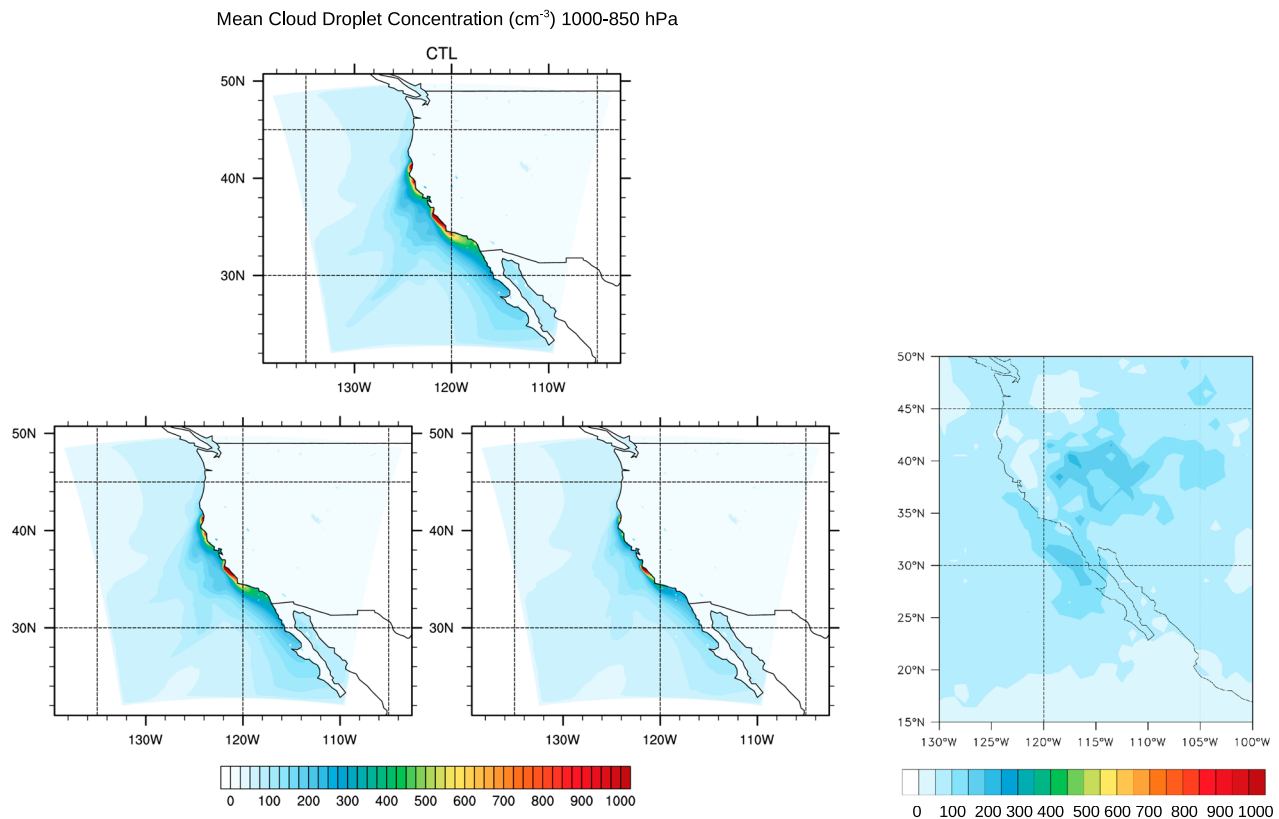 Mean Cloud Droplet Concentration (cm-3) 1000-850 hPa
CTL
50N
40N
30N
130W 120W 110W
50N
40N
30N
130W 120W 110W
50N
40N
30N
130W 120W 110W
0 100 200 300 400 500 600 700 800 900 1000
50°N
45°N
40°N
35°N
30°N
25°N
20°N
15°N
130°W 125°W 120°W 115°W 110°W 105°W 100°W
0 100 200 300 400 500 600 700 800 900 1000